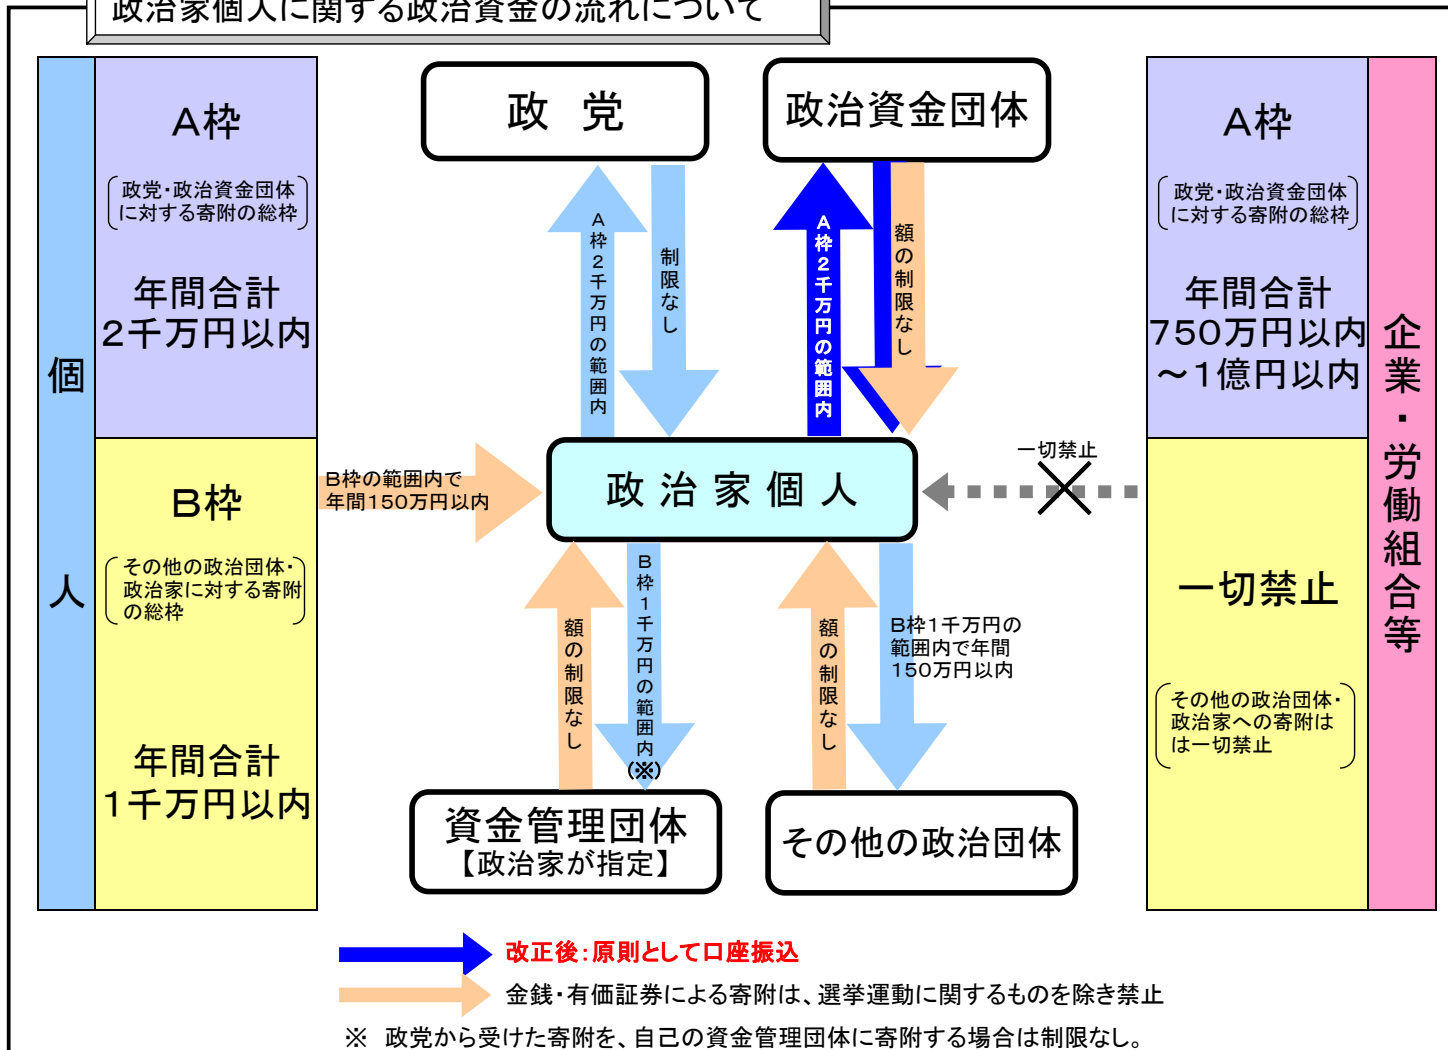 政治家個人に関する政治資金の流れについて
個人
A枠
政党・政治資金団体
に対する寄附の総枠
年間合計
2千万円以内
B枠
その他の政治団体・
政治家に対する寄附
の総枠
年間合計
1千万円以内
政党
政治資金団体
A枠2千万円の範囲内
制限なし
A枠2千万円の範囲内
額の制限なし
B枠の範囲内で
年間150万円以内
政治家個人
一切禁止
額の制限なし
B枠1千万円の範囲内(※)
額の制限なし
B枠1千万円の
範囲内で年間
150万円以内
資金管理団体
【政治家が指定】
その他の政治団体
A枠
政党・政治資金団体
に対する寄附の総枠
年間合計
750万円以内
～1億円以内
一切禁止
その他の政治団体・
政治家への寄附は
は一切禁止
企業・労働組合等
改正後：原則として口座振込
金銭・有価証券による寄附は、選挙運動に関するものを除き禁止
※ 政党から受けた寄附を、自己の資金管理団体に寄附する場合は制限なし。